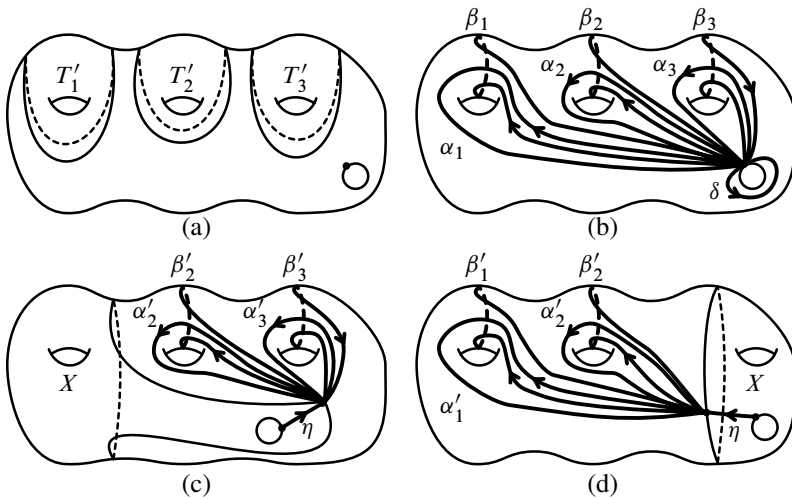 T′₁ T′₂ T′₃
(a)
β₁ β₂ β₃
α₂ α₃
α₁
δ
(b)
β′₂ β′₃
α′₂ α′₃
X
η
(c)
β′₁ β′₂
α′₂
X
α′₁
η
(d)